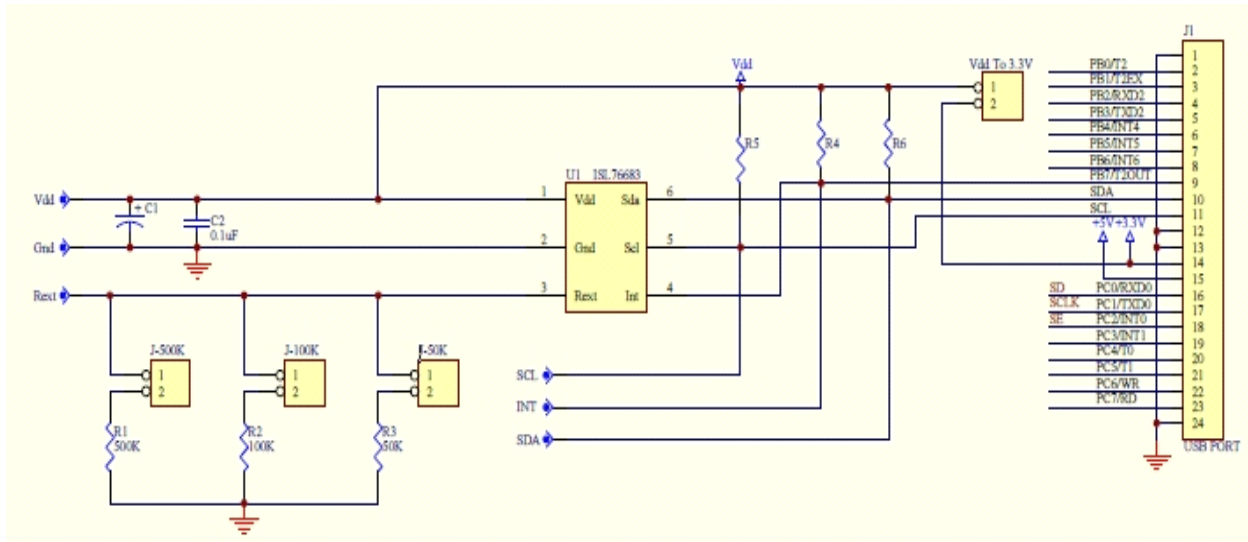 J1
Vdd
Vdd To 3.3V
1
2
PB0/T2
PB1/T2EX
PB2/RXD2
PB3/TXD2
PB4/INT4
PB5/INT5
PB6/INT6
PB7/T2OUT
SDA
SCL
+5V +3.3V
SD
SCLK
SE
PC0/RXD0
PC1/TXD0
PC2/INT0
PC3/INT1
PC4/T0
PC5/T1
PC6/WR
PC7/RD
1
2
3
4
5
6
7
8
9
10
11
12
13
14
15
16
17
18
19
20
21
22
23
24
USB PORT
R5
R4
R6
U1 ISL76683
1 Vdd Sda 6
2 Gnd Scl 5
3 Rext Int 4
Vdd
+ C1
C2
0.1uF
Gnd
Rext
J-500K
1
2
J-100K
1
2
J-50K
1
2
R1
500K
R2
100K
R3
50K
SCL
INT
SDA